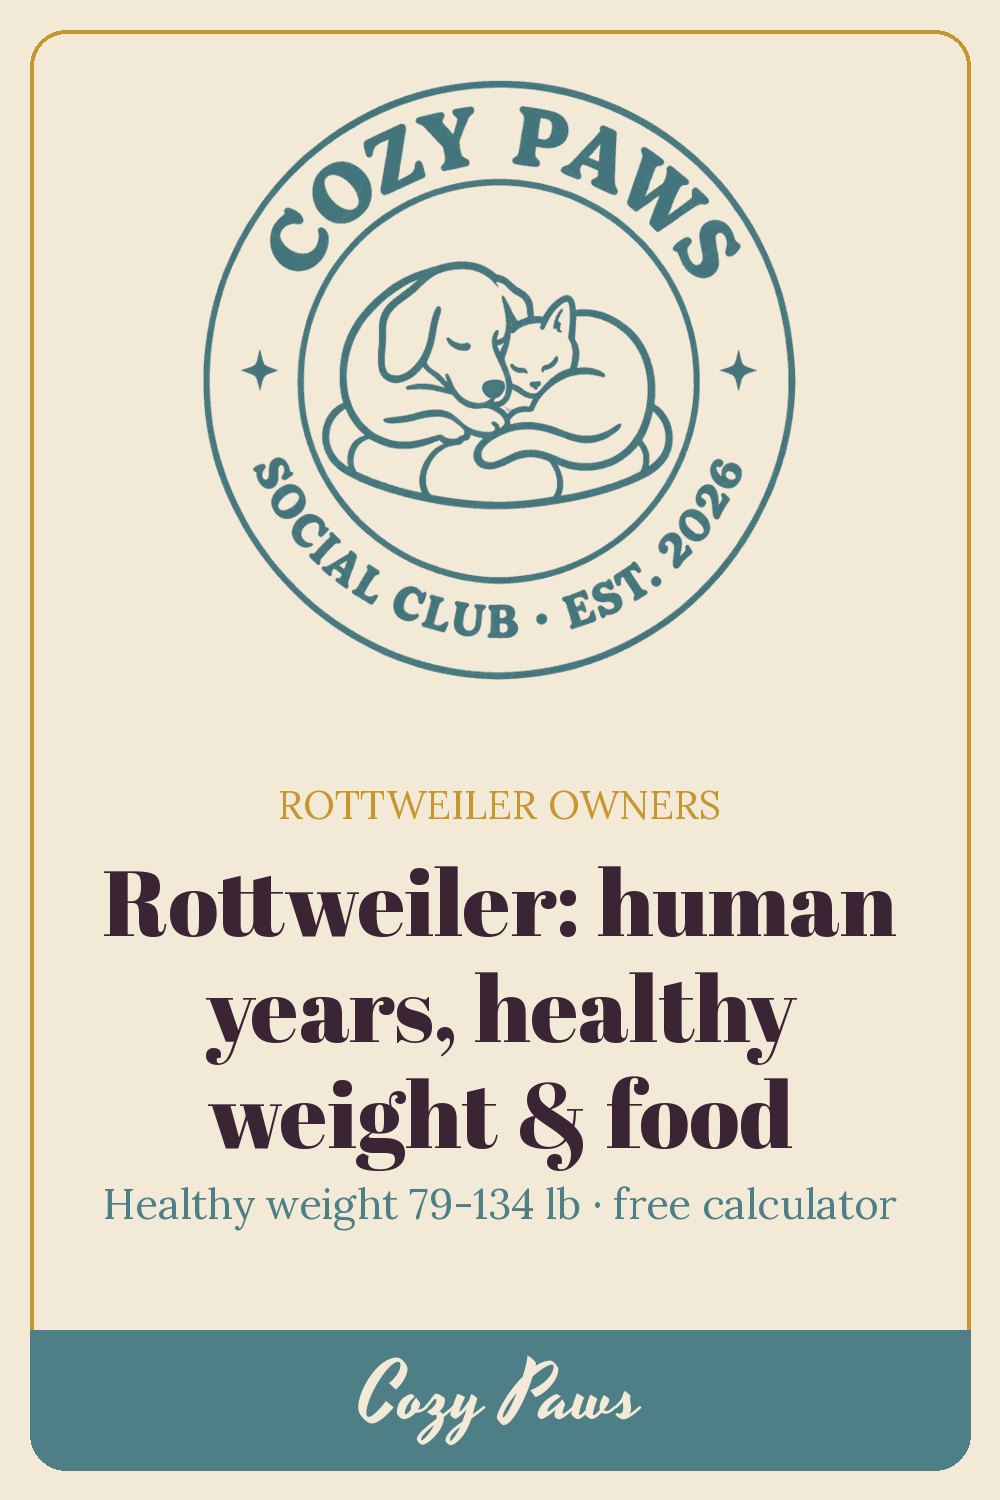 COZY PAWS
SOCIAL CLUB · EST. 2026
ROTTWEILER OWNERS
Rottweiler: human
years, healthy
weight & food
Healthy weight 79-134 lb · free calculator
Cozy Paws